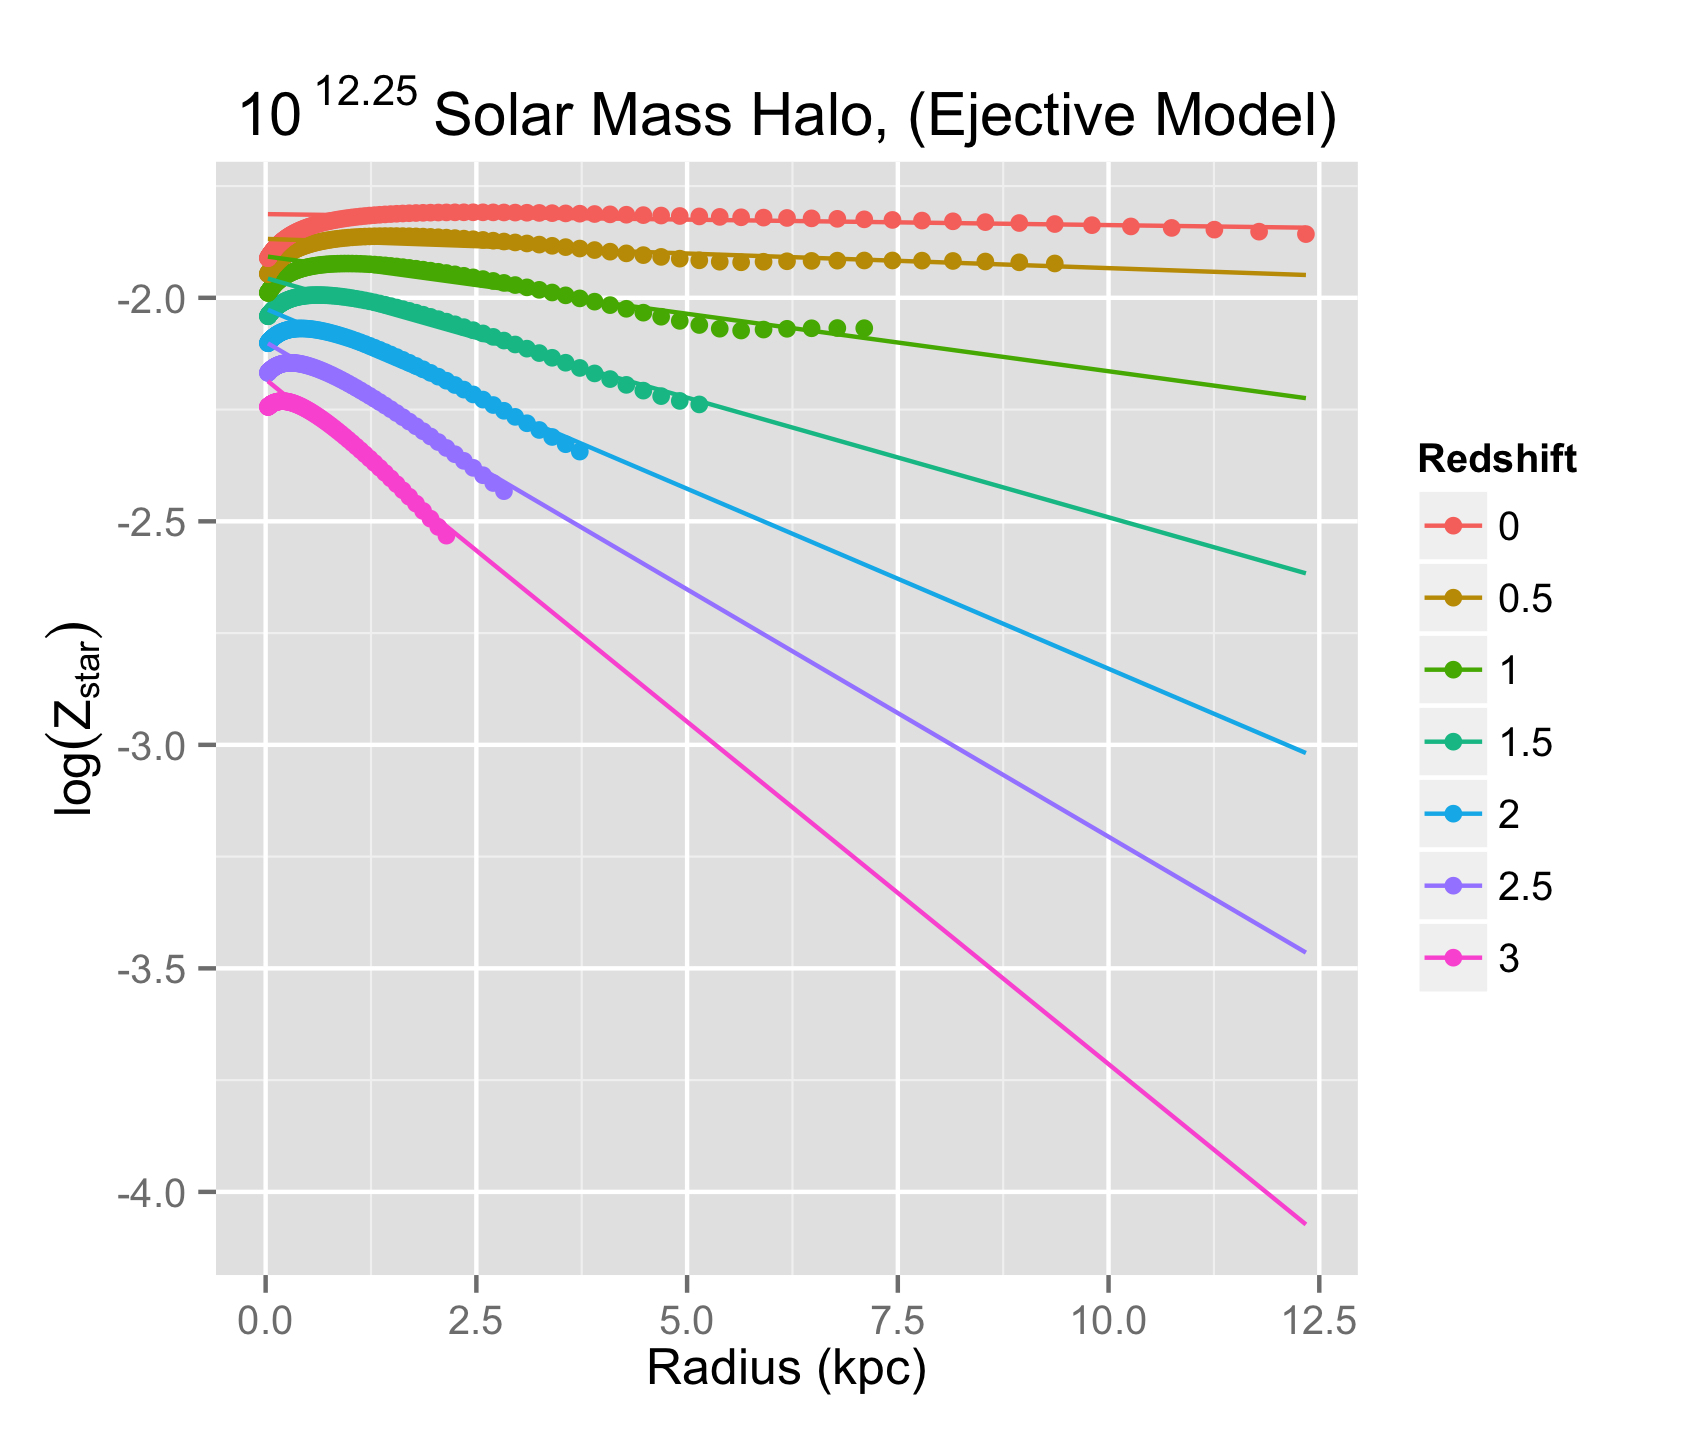 10^12.25 Solar Mass Halo, (Ejective Model)
log(Z_star)
-2.0
-2.5
-3.0
-3.5
-4.0
0.0 2.5 5.0 7.5 10.0 12.5
Radius (kpc)
Redshift
0
0.5
1
1.5
2
2.5
3